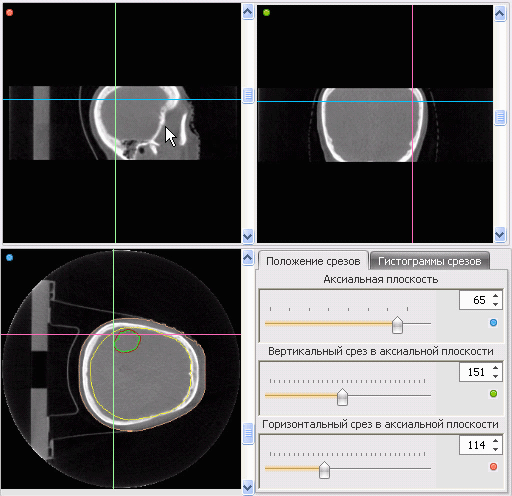 Положение срезов
Гистограммы срезов
Аксиальная плоскость
65
Вертикальный срез в аксиальной плоскости
151
Горизонтальный срез в аксиальной плоскости
114